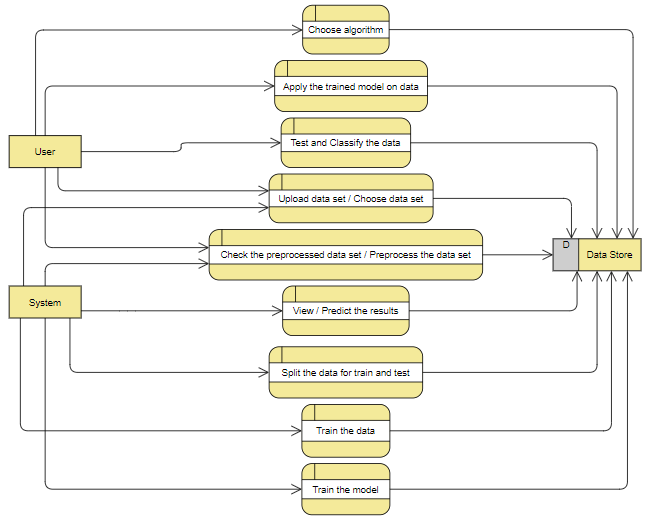 Choose algorithm
Apply the trained model on data
User
Test and Classify the data
Upload data set / Choose data set
D
Check the preprocessed data set / Preprocess the data set
Data Store
System
View / Predict the results
Split the data for train and test
Train the data
Train the model